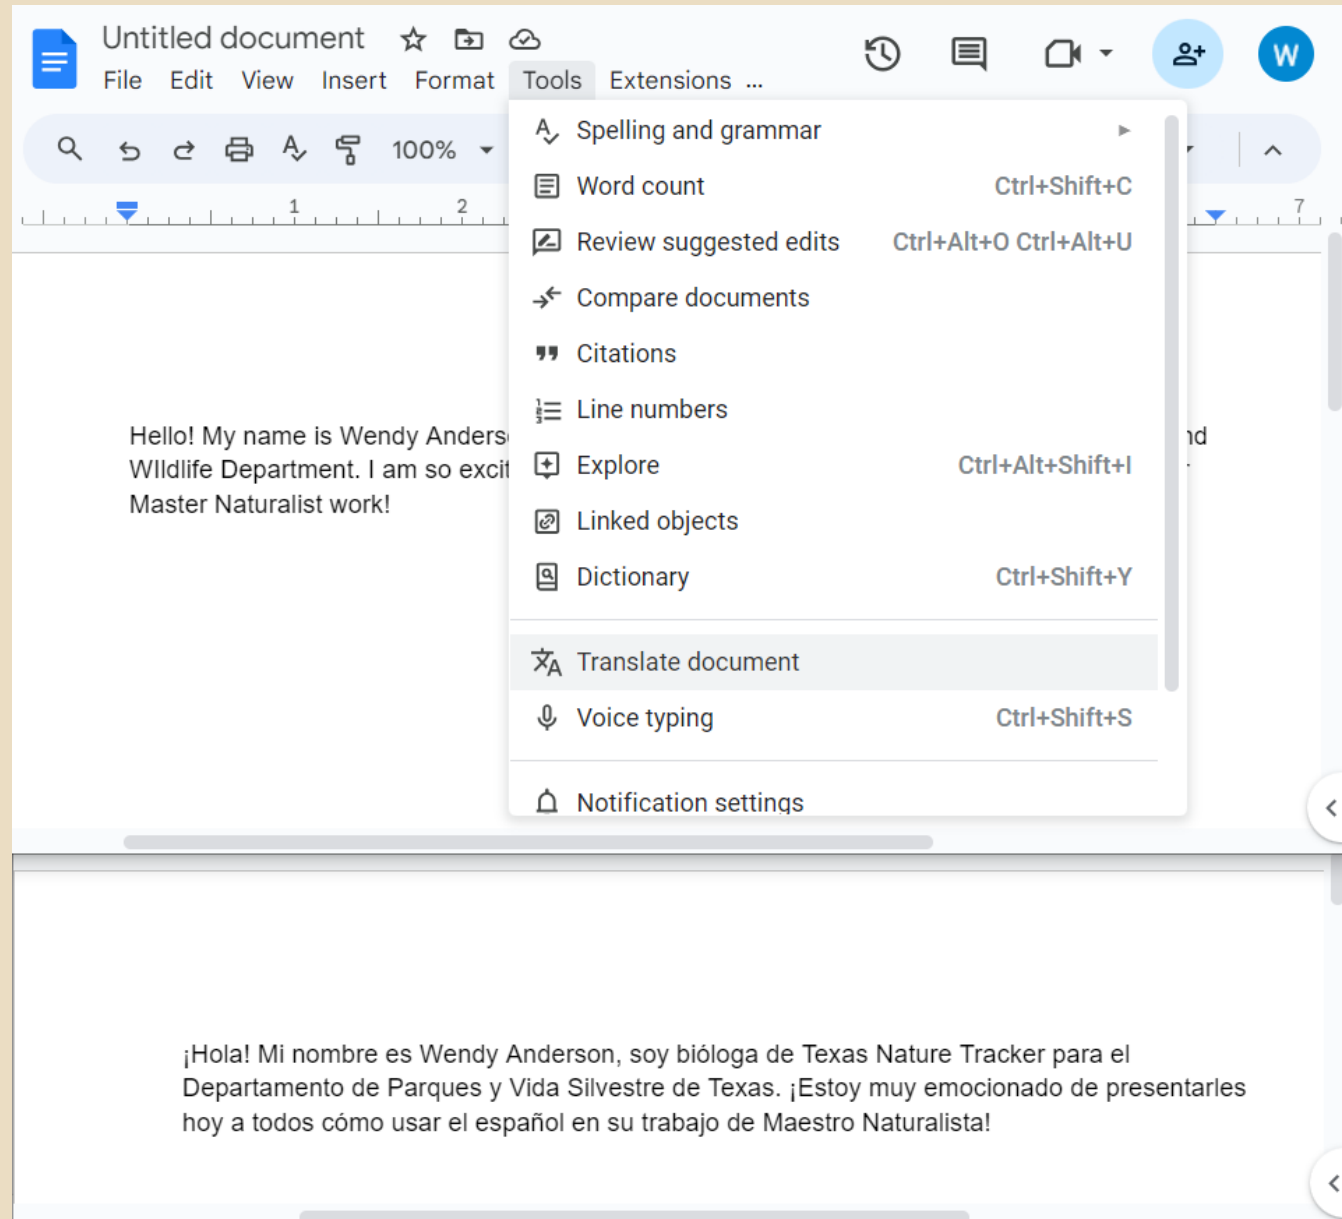 Untitled document
File Edit View Insert Format Tools Extensions ...
W
100%
1 2 7
Spelling and grammar
Word count Ctrl+Shift+C
Review suggested edits Ctrl+Alt+O Ctrl+Alt+U
Compare documents
Citations
Line numbers
Explore Ctrl+Alt+Shift+I
Linked objects
Dictionary Ctrl+Shift+Y
Translate document
Voice typing Ctrl+Shift+S
Notification settings
Hello! My name is Wendy
WIldlife Department. I am so
Master Naturalist work!
¡Hola! Mi nombre es Wendy Anderson, soy bióloga de Texas Nature Tracker para el
Departamento de Parques y Vida Silvestre de Texas. ¡Estoy muy emocionado de presentarles
hoy a todos cómo usar el español en su trabajo de Maestro Naturalista!